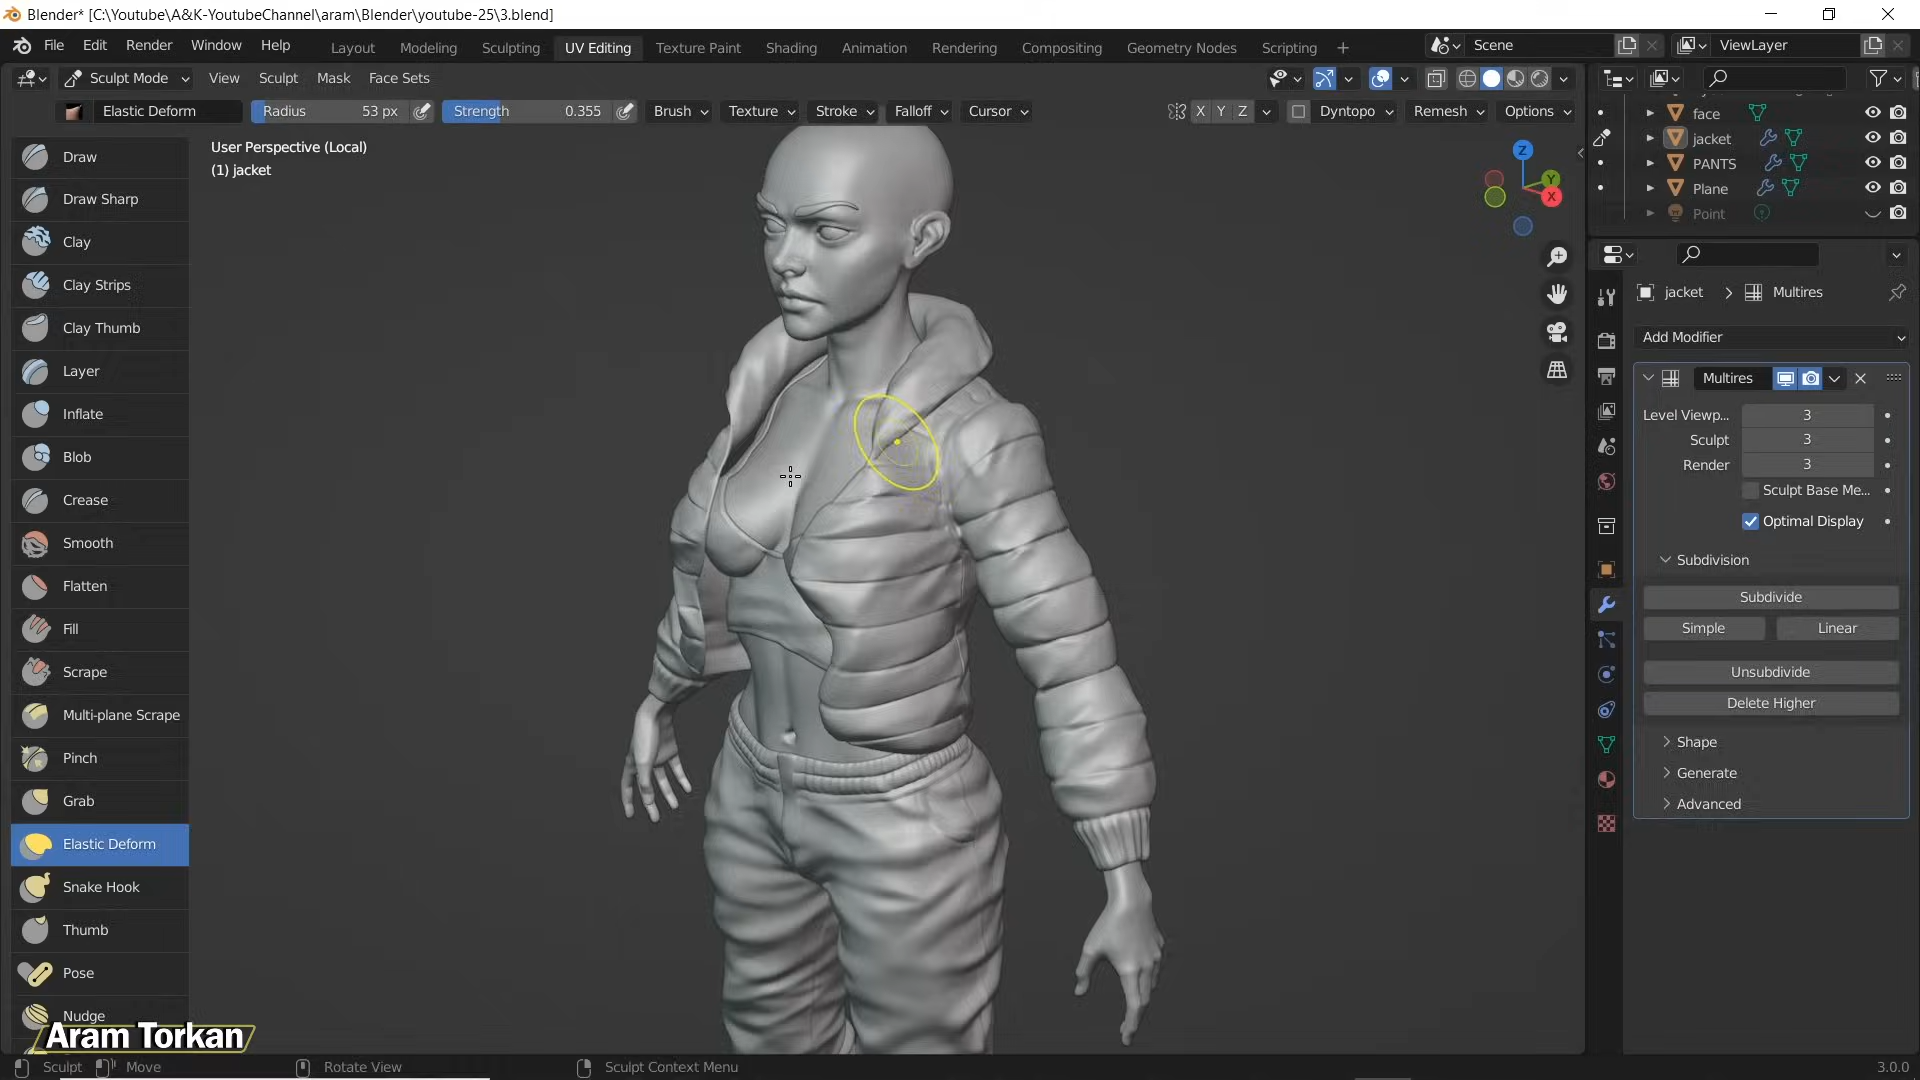 Blender* [C:\Youtube\A&K-YoutubeChannel\aram\Blender\youtube-25\3.blend]
File Edit Render Window Help Layout Modeling Sculpting UV Editing Texture Paint Shading Animation Rendering Compositing Geometry Nodes Scripting + Scene ViewLayer
Sculpt Mode View Sculpt Mask Face Sets
Elastic Deform Radius 53 px Strength 0.355 Brush Texture Stroke Falloff Cursor X Y Z Dyntopo Remesh Options
User Perspective (Local)
(1) jacket
Draw
Draw Sharp
Clay
Clay Strips
Clay Thumb
Layer
Inflate
Blob
Crease
Smooth
Flatten
Fill
Scrape
Multi-plane Scrape
Pinch
Grab
Elastic Deform
Snake Hook
Thumb
Pose
Nudge
Aram Torkan
Z
Y
X
face
jacket
PANTS
Plane
Point
jacket > Multires
Add Modifier
Multires
Level Viewp... 3
Sculpt 3
Render 3
Sculpt Base Me...
Optimal Display
Subdivision
Subdivide
Simple Linear
Unsubdivide
Delete Higher
Shape
Generate
Advanced
Sculpt Move Rotate View Sculpt Context Menu 3.0.0